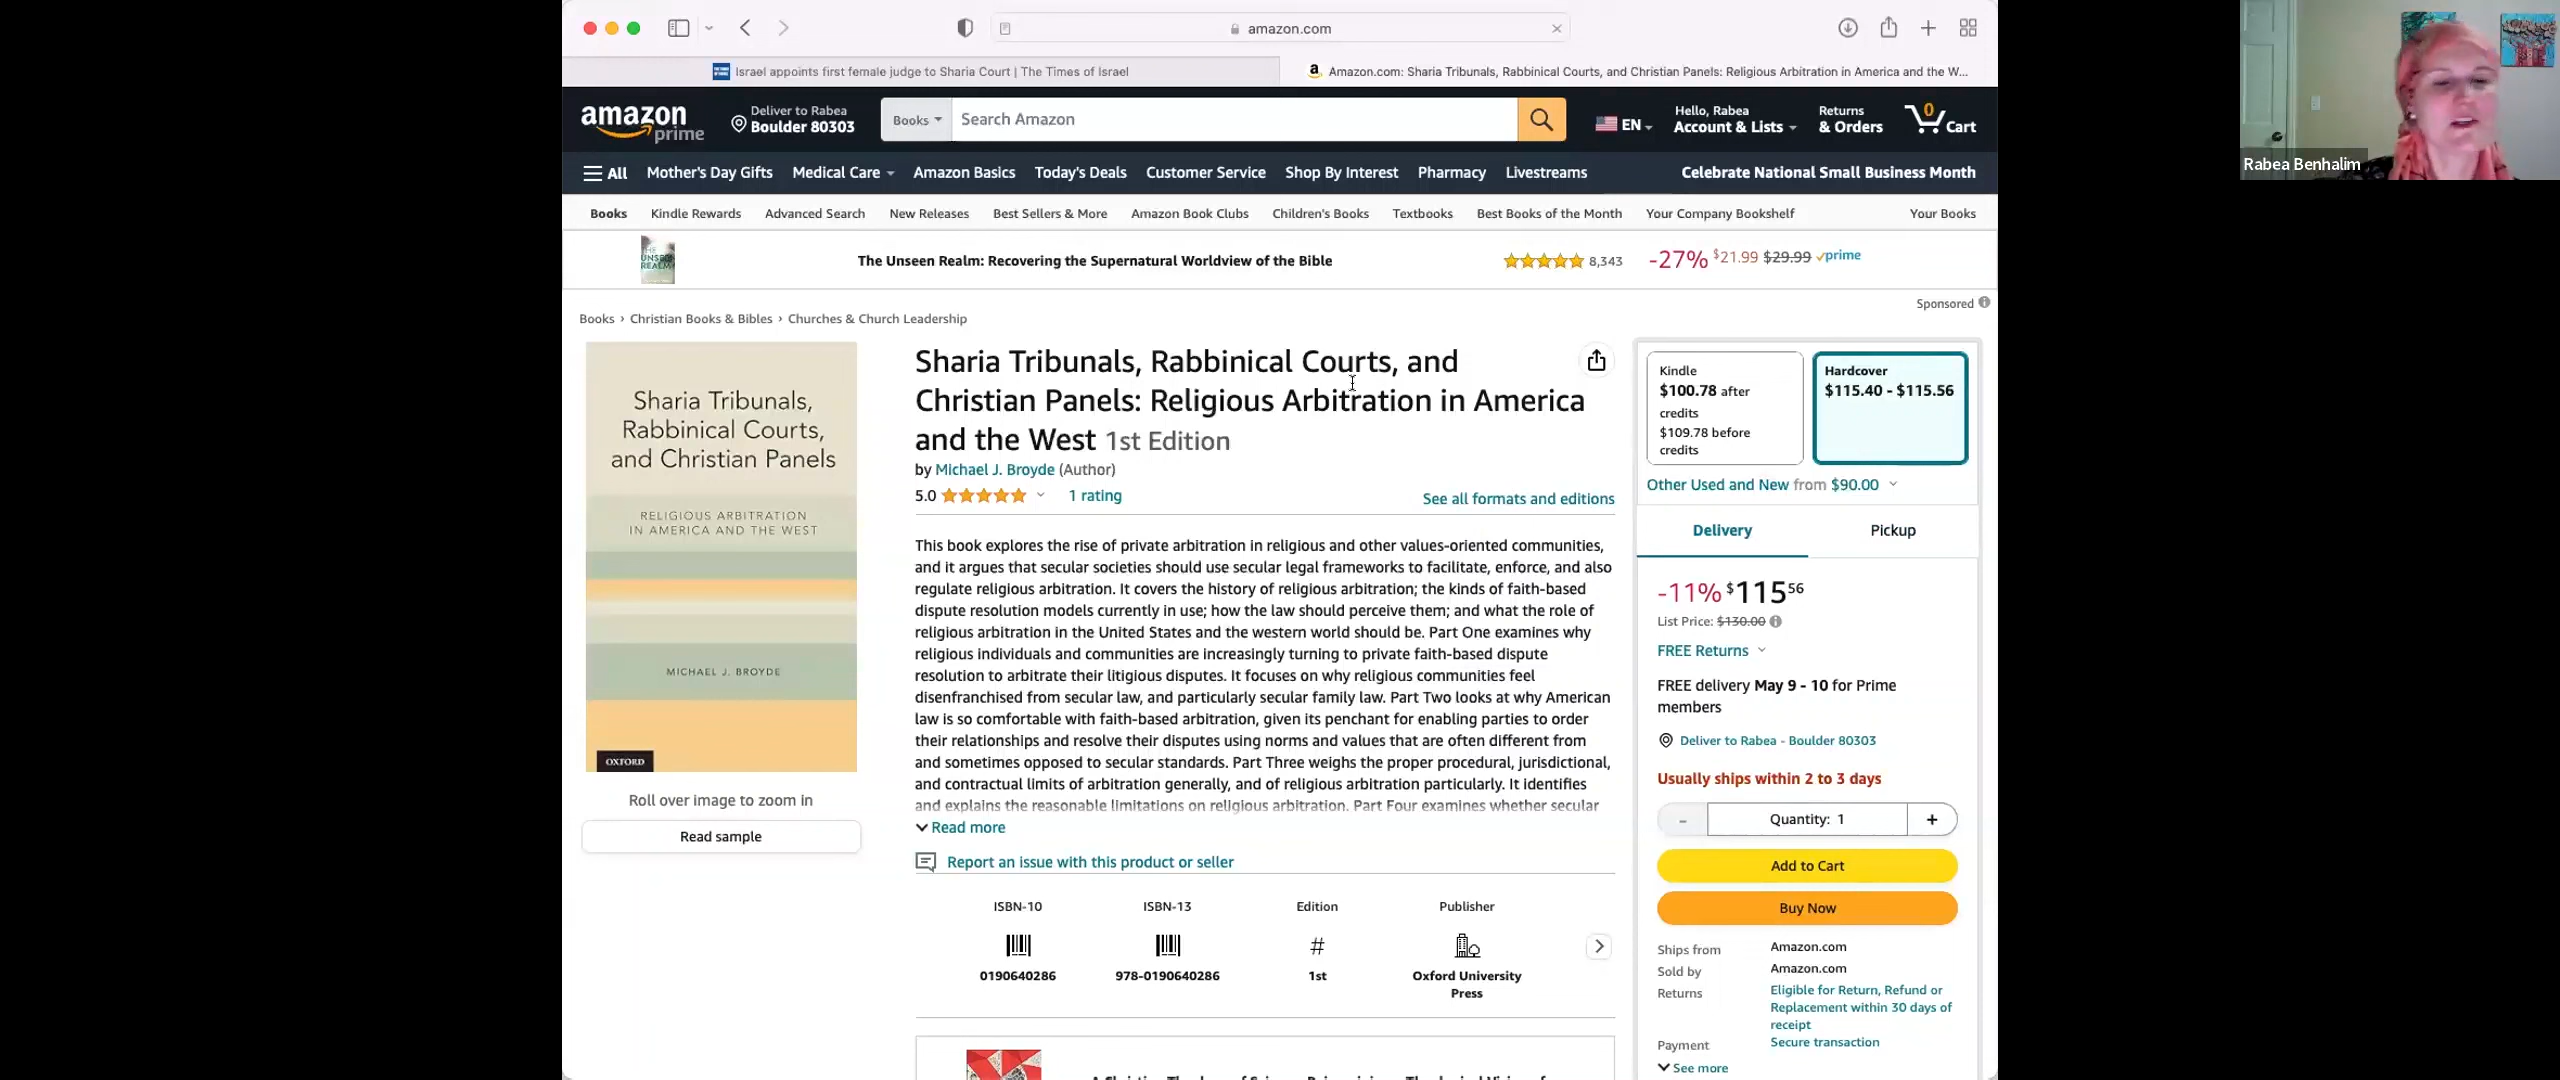 amazon.com
Israel appoints first female judge to Sharia Court | The Times of Israel
Amazon.com: Sharia Tribunals, Rabbinical Courts, and Christian Panels: Religious Arbitration in America and the W...
amazon prime
Deliver to Rabea
Boulder 80303
Books
Search Amazon
EN
Hello, Rabea
Account & Lists
Returns
& Orders
0
Cart
All
Mother's Day Gifts
Medical Care
Amazon Basics
Today's Deals
Customer Service
Shop By Interest
Pharmacy
Livestreams
Celebrate National Small Business Month
Books
Kindle Rewards
Advanced Search
New Releases
Best Sellers & More
Amazon Book Clubs
Children's Books
Textbooks
Best Books of the Month
Your Company Bookshelf
Your Books
THE UNSEEN REALM
The Unseen Realm: Recovering the Supernatural Worldview of the Bible
8,343
-27% $21.99 $29.99 prime
Sponsored
Books › Christian Books & Bibles › Churches & Church Leadership
Sharia Tribunals,
Rabbinical Courts,
and Christian Panels
RELIGIOUS ARBITRATION
IN AMERICA AND THE WEST
MICHAEL J. BROYDE
OXFORD
Roll over image to zoom in
Read sample
Sharia Tribunals, Rabbinical Courts, and
Christian Panels: Religious Arbitration in America
and the West 1st Edition
by Michael J. Broyde (Author)
5.0
1 rating
See all formats and editions
This book explores the rise of private arbitration in religious and other values-oriented communities,
and it argues that secular societies should use secular legal frameworks to facilitate, enforce, and also
regulate religious arbitration. It covers the history of religious arbitration; the kinds of faith-based
dispute resolution models currently in use; how the law should perceive them; and what the role of
religious arbitration in the United States and the western world should be. Part One examines why
religious individuals and communities are increasingly turning to private faith-based dispute
resolution to arbitrate their litigious disputes. It focuses on why religious communities feel
disenfranchised from secular law, and particularly secular family law. Part Two looks at why American
law is so comfortable with faith-based arbitration, given its penchant for enabling parties to order
their relationships and resolve their disputes using norms and values that are often different from
and sometimes opposed to secular standards. Part Three weighs the proper procedural, jurisdictional,
and contractual limits of arbitration generally, and of religious arbitration particularly. It identifies
and explains the reasonable limitations on religious arbitration. Part Four examines whether secular
Read more
Report an issue with this product or seller
ISBN-10
0190640286
ISBN-13
978-0190640286
Edition
#
1st
Publisher
Oxford University
Press
Kindle
$100.78 after
credits
$109.78 before
credits
Hardcover
$115.40 - $115.56
Other Used and New from $90.00
Delivery
Pickup
-11% $115 56
List Price: $130.00
FREE Returns
FREE delivery May 9 - 10 for Prime
members
Deliver to Rabea - Boulder 80303
Usually ships within 2 to 3 days
-
Quantity: 1
+
Add to Cart
Buy Now
Ships from
Amazon.com
Sold by
Amazon.com
Returns
Eligible for Return, Refund or
Replacement within 30 days of
receipt
Payment
Secure transaction
See more
Rabea Benhalim